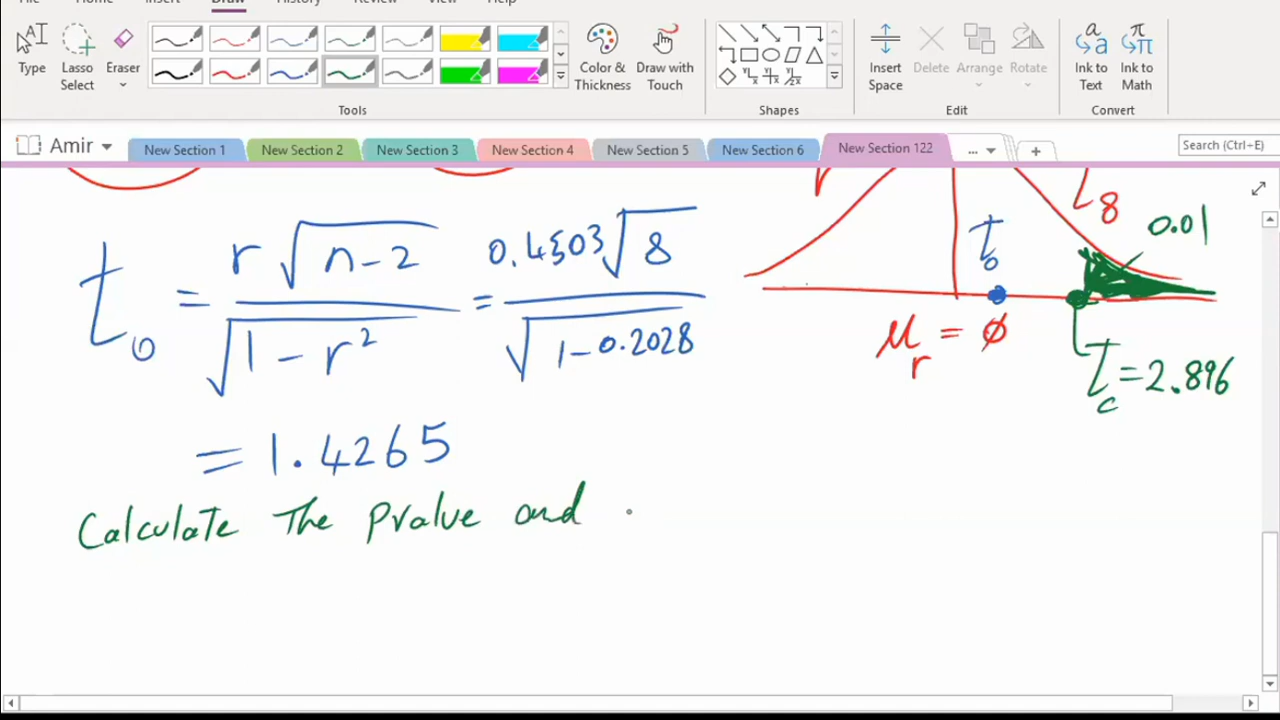 File Home Insert Draw History Review View Help
Type
Lasso Select
Eraser
Color & Thickness
Draw with Touch
Insert Space
Delete
Arrange
Rotate
Ink to Text
Ink to Math
Tools
Shapes
Edit
Convert
Amir
New Section 1
New Section 2
New Section 3
New Section 4
New Section 5
New Section 6
New Section 122
...
Search (Ctrl+E)
t₀ = r√(n-2) / √(1-r²) = 0.4503√8 / √(1-0.2028)
= 1.4265
Calculate The Pvalue and
8
0.01
t₀
μr = ∅
tc = 2.896